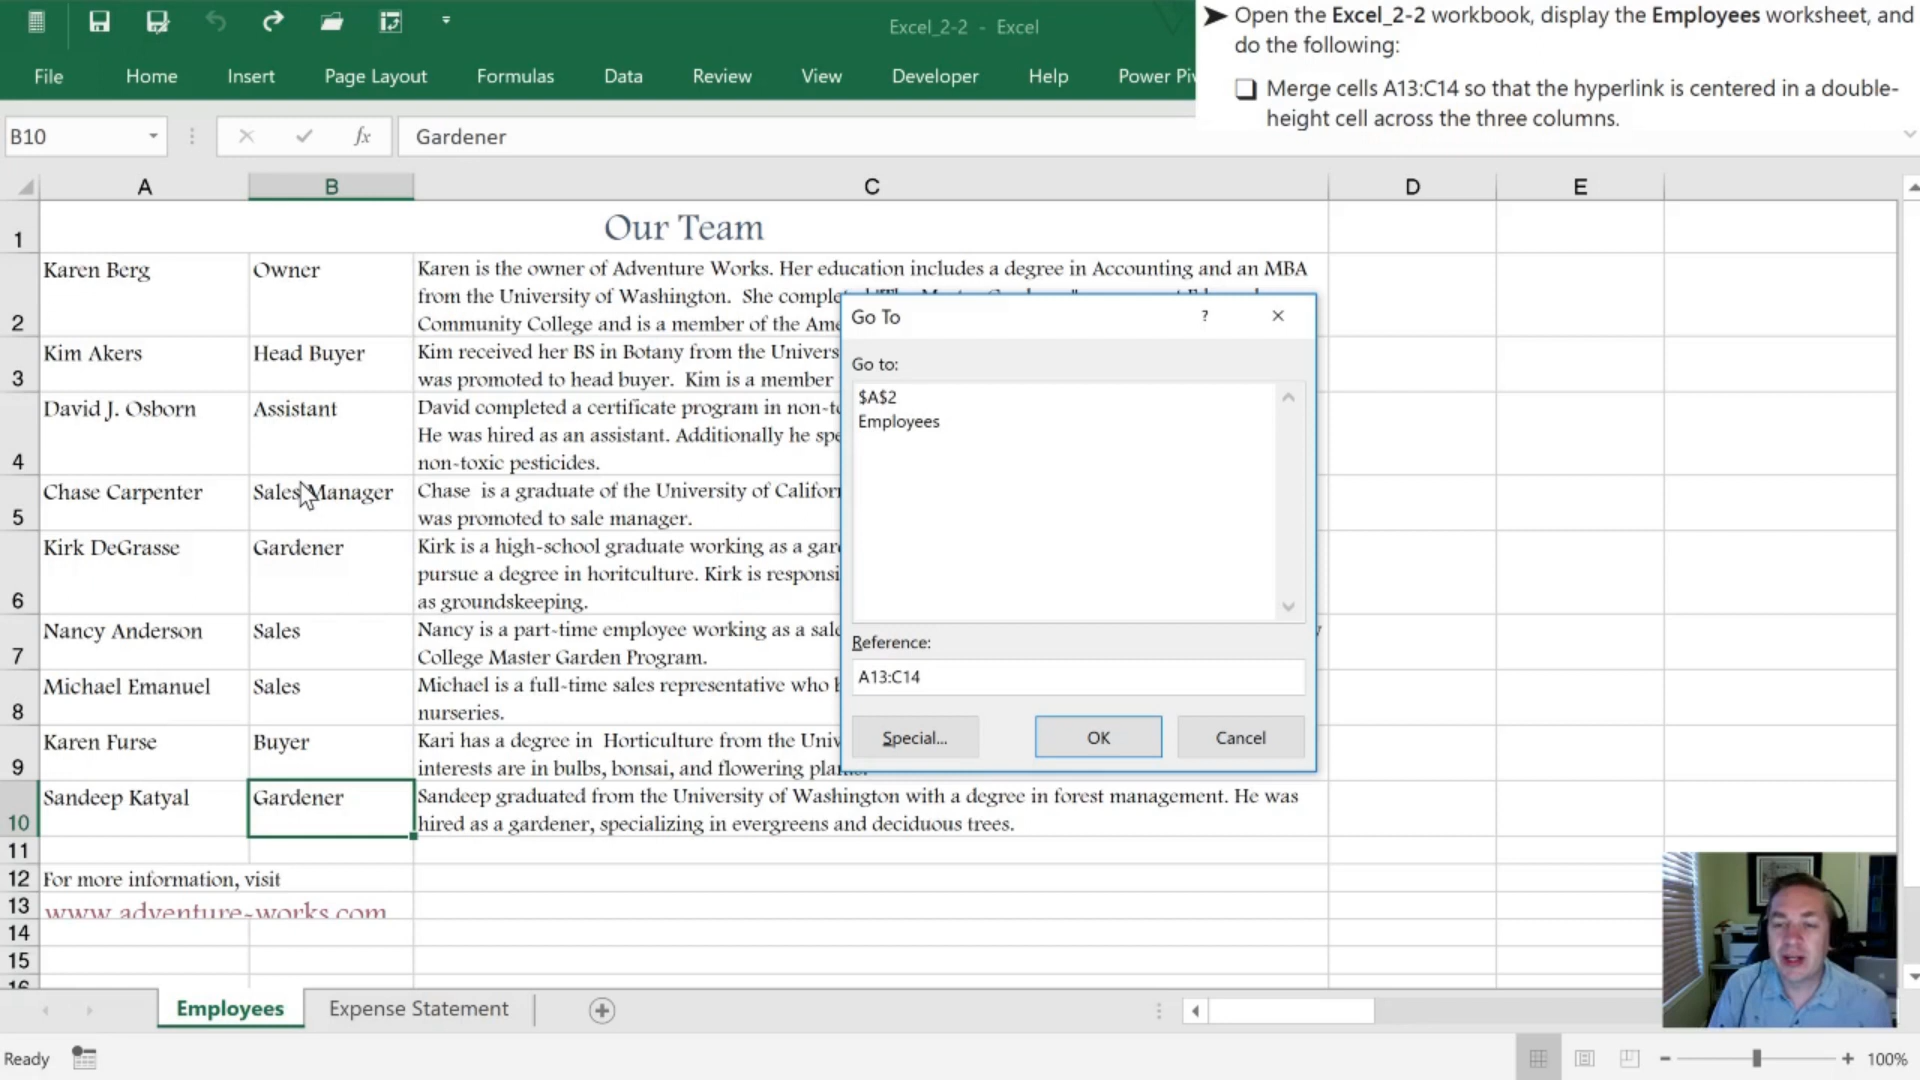 Excel_2-2 - Excel
➤ Open the Excel_2-2 workbook, display the Employees worksheet, and
do the following:
❏ Merge cells A13:C14 so that the hyperlink is centered in a double-
height cell across the three columns.
File Home Insert Page Layout Formulas Data Review View Developer Help Power Piv
B10 fx Gardener
A B C D E
1 Our Team
2 Karen Berg Owner Karen is the owner of Adventure Works. Her education includes a degree in Accounting and an MBA
from the University of Washington. She comple
Community College and is a member of the Ame
3 Kim Akers Head Buyer Kim received her BS in Botany from the Univers
was promoted to head buyer. Kim is a member
4 David J. Osborn Assistant David completed a certificate program in non-to
He was hired as an assistant. Additionally he spe
non-toxic pesticides.
5 Chase Carpenter Sales Manager Chase is a graduate of the University of Califor
was promoted to sale manager.
6 Kirk DeGrasse Gardener Kirk is a high-school graduate working as a gar
pursue a degree in horitculture. Kirk is responsi
as groundskeeping.
7 Nancy Anderson Sales Nancy is a part-time employee working as a sale
College Master Garden Program.
8 Michael Emanuel Sales Michael is a full-time sales representative who
nurseries.
9 Karen Furse Buyer Kari has a degree in Horticulture from the Univ
interests are in bulbs, bonsai, and flowering
10 Sandeep Katyal Gardener Sandeep graduated from the University of Washington with a degree in forest management. He was
hired as a gardener, specializing in evergreens and deciduous trees.
11
12 For more information, visit
13 www.adventure-works.com
14
15
16
Go To ?
Go to:
$A$2
Employees
Reference:
A13:C14
Special... OK Cancel
Employees Expense Statement
Ready 100%